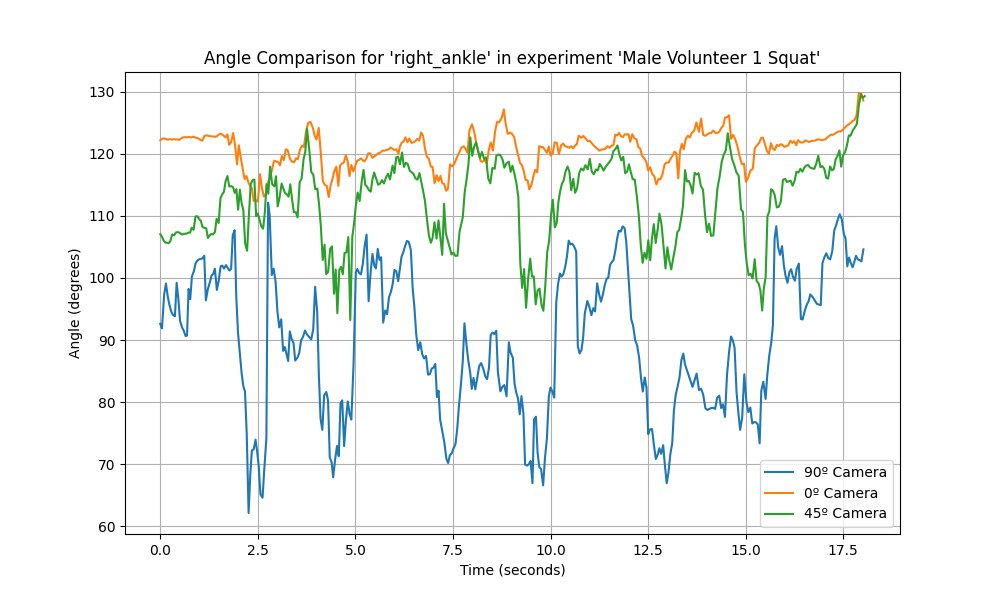 Angle Comparison for 'right_ankle' in experiment 'Male Volunteer 1 Squat'
Angle (degrees)
130
120
110
100
90
80
70
60
0.0 2.5 5.0 7.5 10.0 12.5 15.0 17.5
Time (seconds)
90º Camera
0º Camera
45º Camera